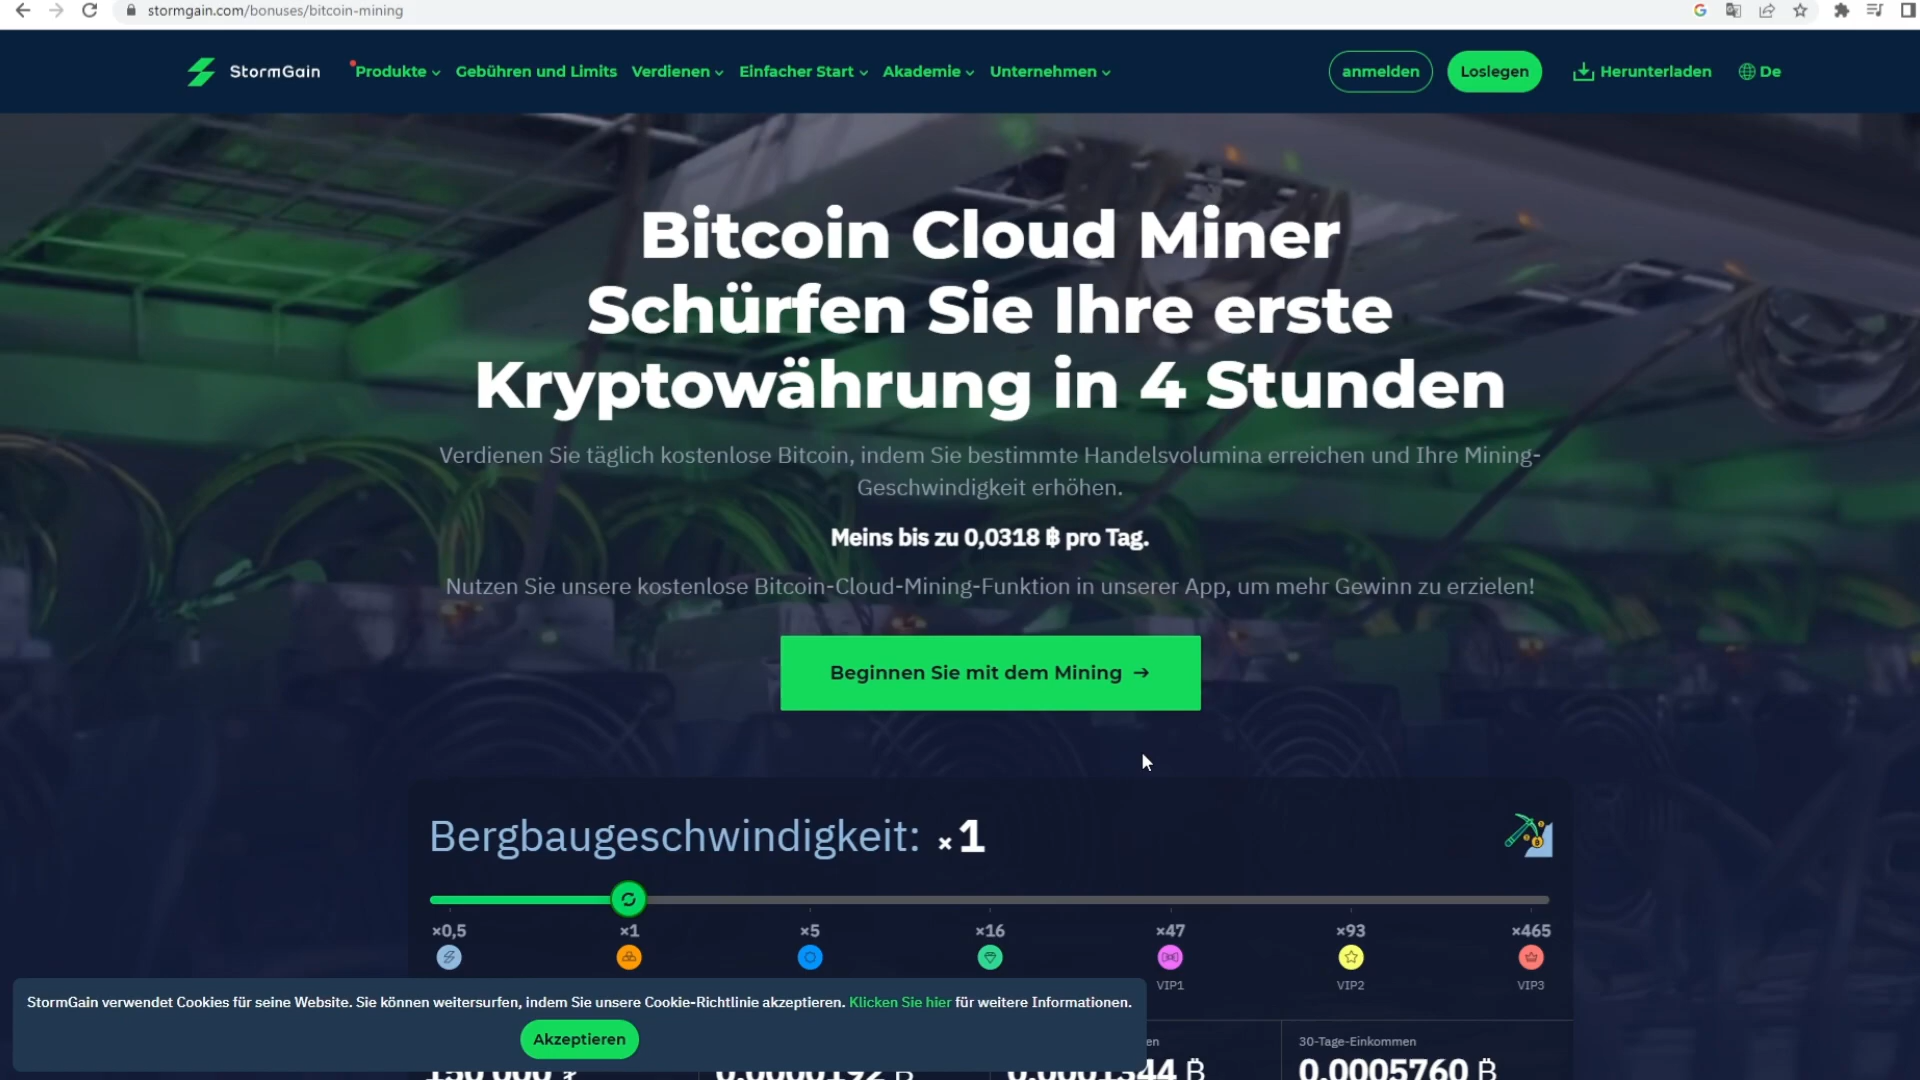 stormgain.com/bonuses/bitcoin-mining
StormGain Produkte Gebühren und Limits Verdienen Einfacher Start Akademie Unternehmen anmelden Loslegen Herunterladen De
Bitcoin Cloud Miner
Schürfen Sie Ihre erste
Kryptowährung in 4 Stunden
Verdienen Sie täglich kostenlose Bitcoin, indem Sie bestimmte Handelsvolumina erreichen und Ihre Mining-
Geschwindigkeit erhöhen.
Meins bis zu 0,0318 ₿ pro Tag.
Nutzen Sie unsere kostenlose Bitcoin-Cloud-Mining-Funktion in unserer App, um mehr Gewinn zu erzielen!
Beginnen Sie mit dem Mining →
Bergbaugeschwindigkeit: ×1
×0,5 ×1 ×5 ×16 ×47 ×93 ×465
VIP1 VIP2 VIP3
StormGain verwendet Cookies für seine Website. Sie können weitersurfen, indem Sie unsere Cookie-Richtlinie akzeptieren. Klicken Sie hier für weitere Informationen.
Akzeptieren
30-Tage-Einkommen
0.0005760 ₿